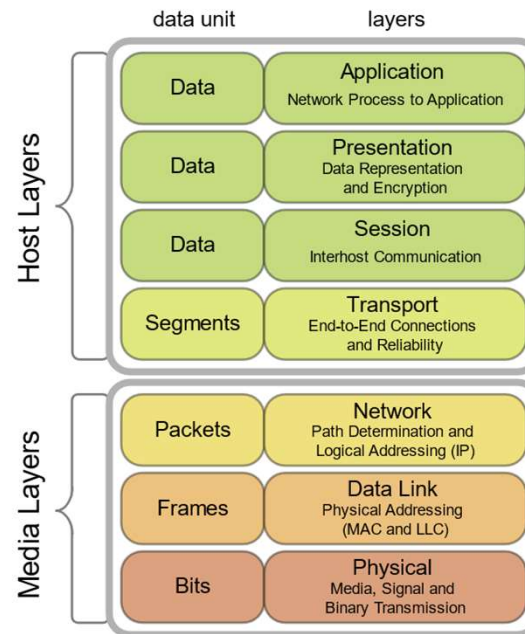 data unit layers
Host Layers
Data
Application
Network Process to Application
Data
Presentation
Data Representation
and Encryption
Data
Session
Interhost Communication
Segments
Transport
End-to-End Connections
and Reliability
Media Layers
Packets
Network
Path Determination and
Logical Addressing (IP)
Frames
Data Link
Physical Addressing
(MAC and LLC)
Bits
Physical
Media, Signal and
Binary Transmission